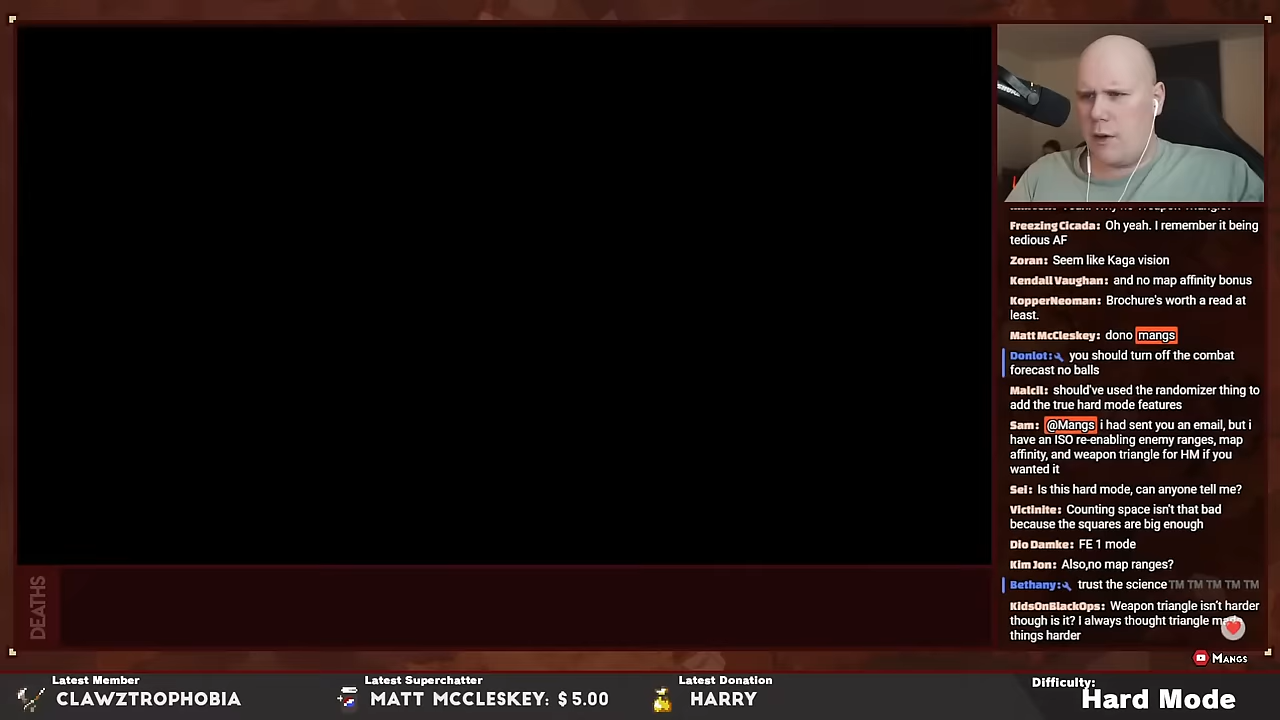 FreezingCicada: Oh yeah. I remember it being
tedious AF
Zoran: Seem like Kaga vision
Kendall Vaughan: and no map affinity bonus
KopperNeoman: Brochure's worth a read at
least.
Matt McCleskey: dono mangs
Donlot: you should turn off the combat
forecast no balls
Malcil: should've used the randomizer thing to
add the true hard mode features
Sam: @Mangs i had sent you an email, but i
have an ISO re-enabling enemy ranges, map
affinity, and weapon triangle for HM if you
wanted it
Sei: Is this hard mode, can anyone tell me?
Victinite: Counting space isn't that bad
because the squares are big enough
Dio Damke: FE 1 mode
Kim Jon: Also,no map ranges?
Bethany: trust the science TM TM TM TM TM
KidsOnBlackOps: Weapon triangle isn't harder
though is it? I always thought triangle
things harder
DEATHS
MANGS
Latest Member
CLAWZTROPHOBIA
Latest Superchatter
MATT MCCLESKEY: $5.00
Latest Donation
HARRY
Difficulty:
Hard Mode